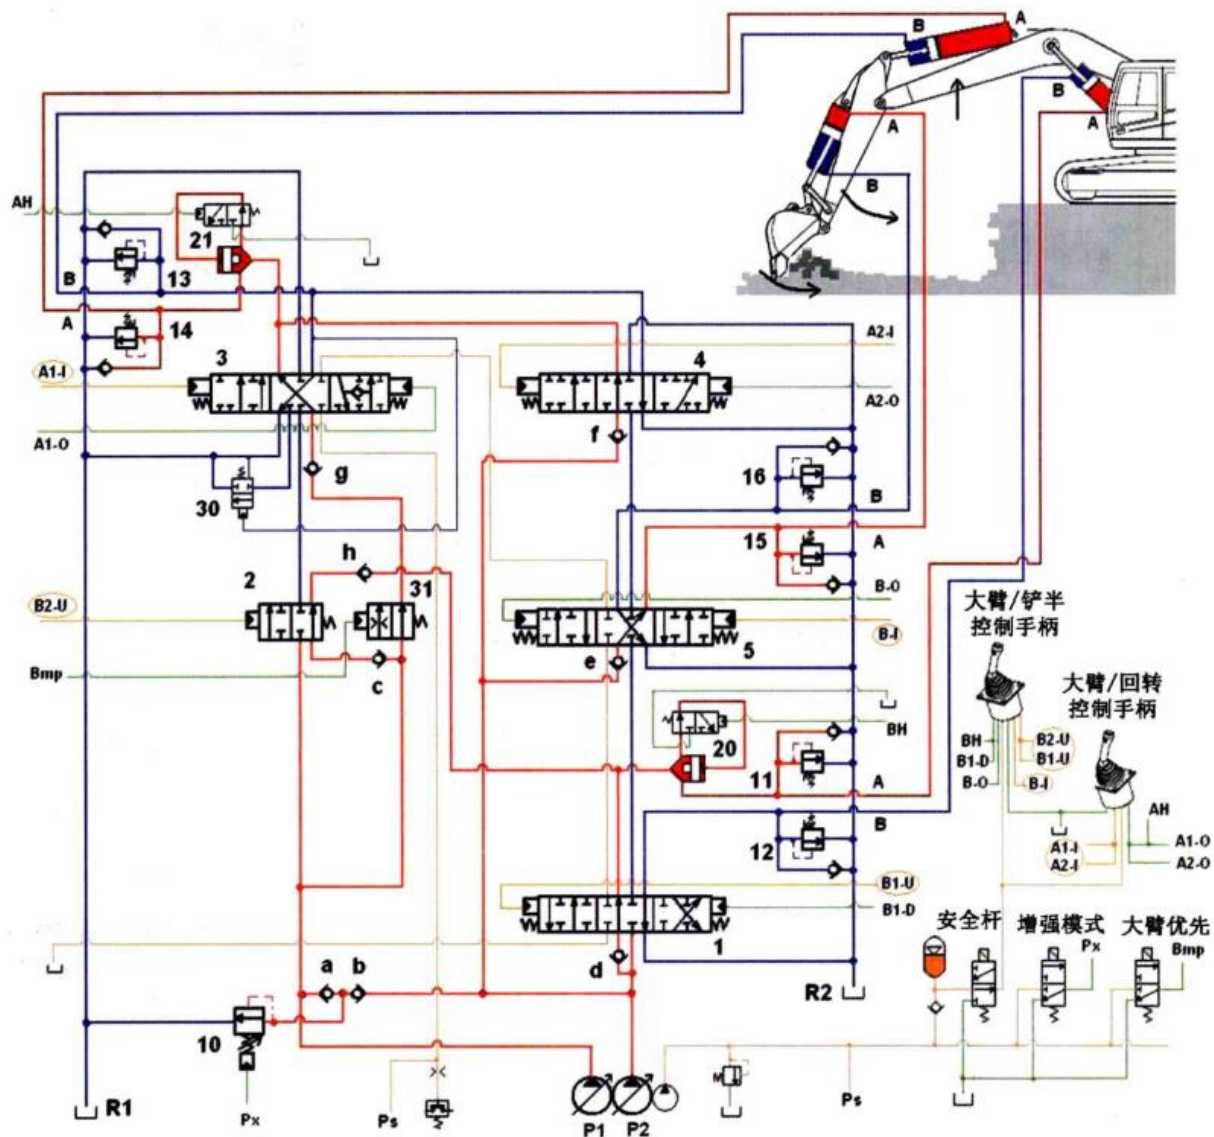 A
B
A
B
B
A
A
B
AH
21
B
13
A
14
A2-I
3
4
A1-I
A2-O
A1-O
f
g
16
30
B
15
A
h
B-O
2
31
大臂/铲半
控制手柄
B2-U
B-I
5
e
大臂/回转
控制手柄
Bmp
c
BH
20
BH
B2-U
B1-D
B1-U
11
A
B-O
B-I
B
AH
12
A1-I
A1-O
A2-I
A2-O
B1-U
B1-D
安全杆
增强模式
大臂优先
1
Px
Bmp
d
a
b
R2
10
M
R1
Px
Ps
P1
P2
Ps